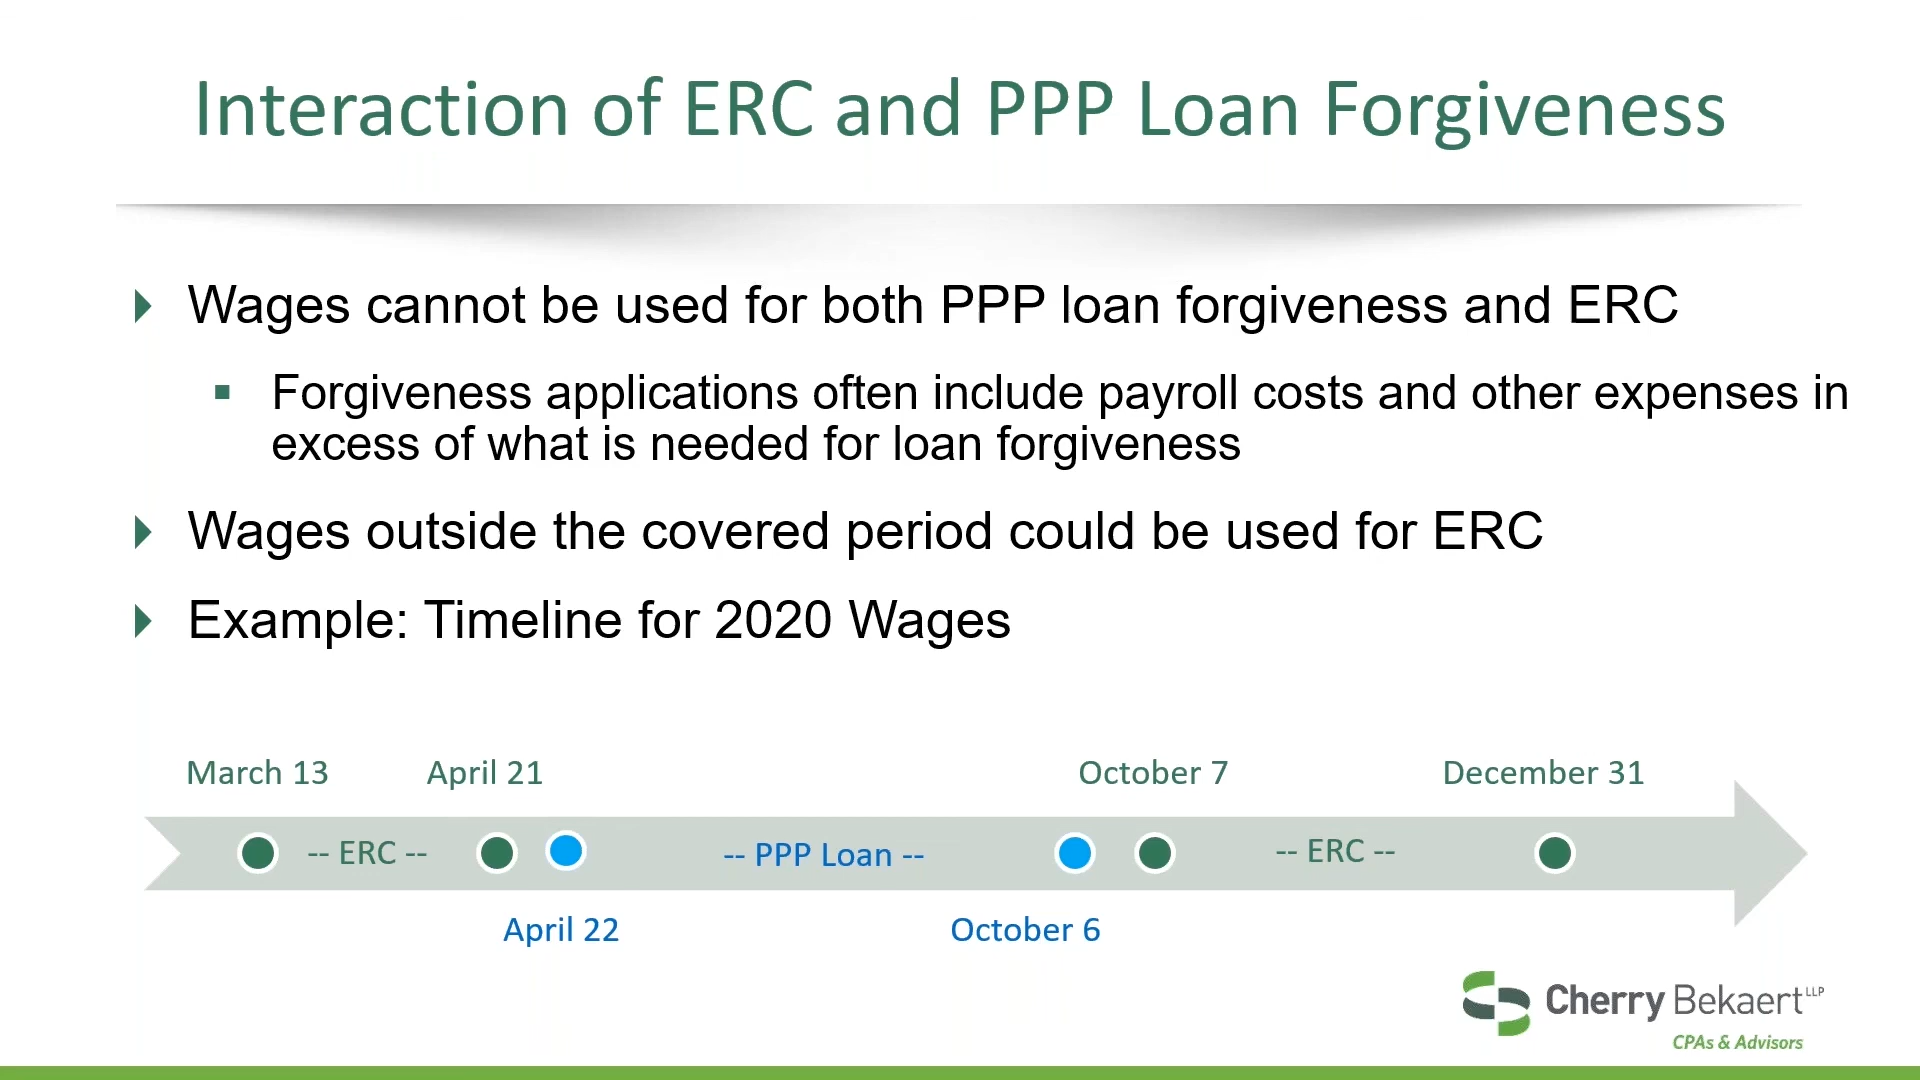 Interaction of ERC and PPP Loan Forgiveness
Wages cannot be used for both PPP loan forgiveness and ERC
Forgiveness applications often include payroll costs and other expenses in
excess of what is needed for loan forgiveness
Wages outside the covered period could be used for ERC
Example: Timeline for 2020 Wages
March 13 April 21 October 7 December 31
-- ERC -- -- PPP Loan -- -- ERC --
April 22 October 6
Cherry Bekaert LLP
CPAs & Advisors